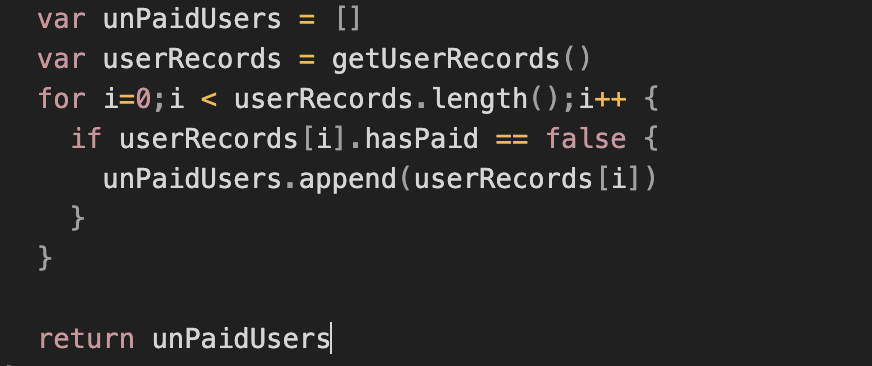 var unPaidUsers = []
var userRecords = getUserRecords()
for i=0;i < userRecords.length();i++ {
  if userRecords[i].hasPaid == false {
    unPaidUsers.append(userRecords[i])
  }
}

return unPaidUsers